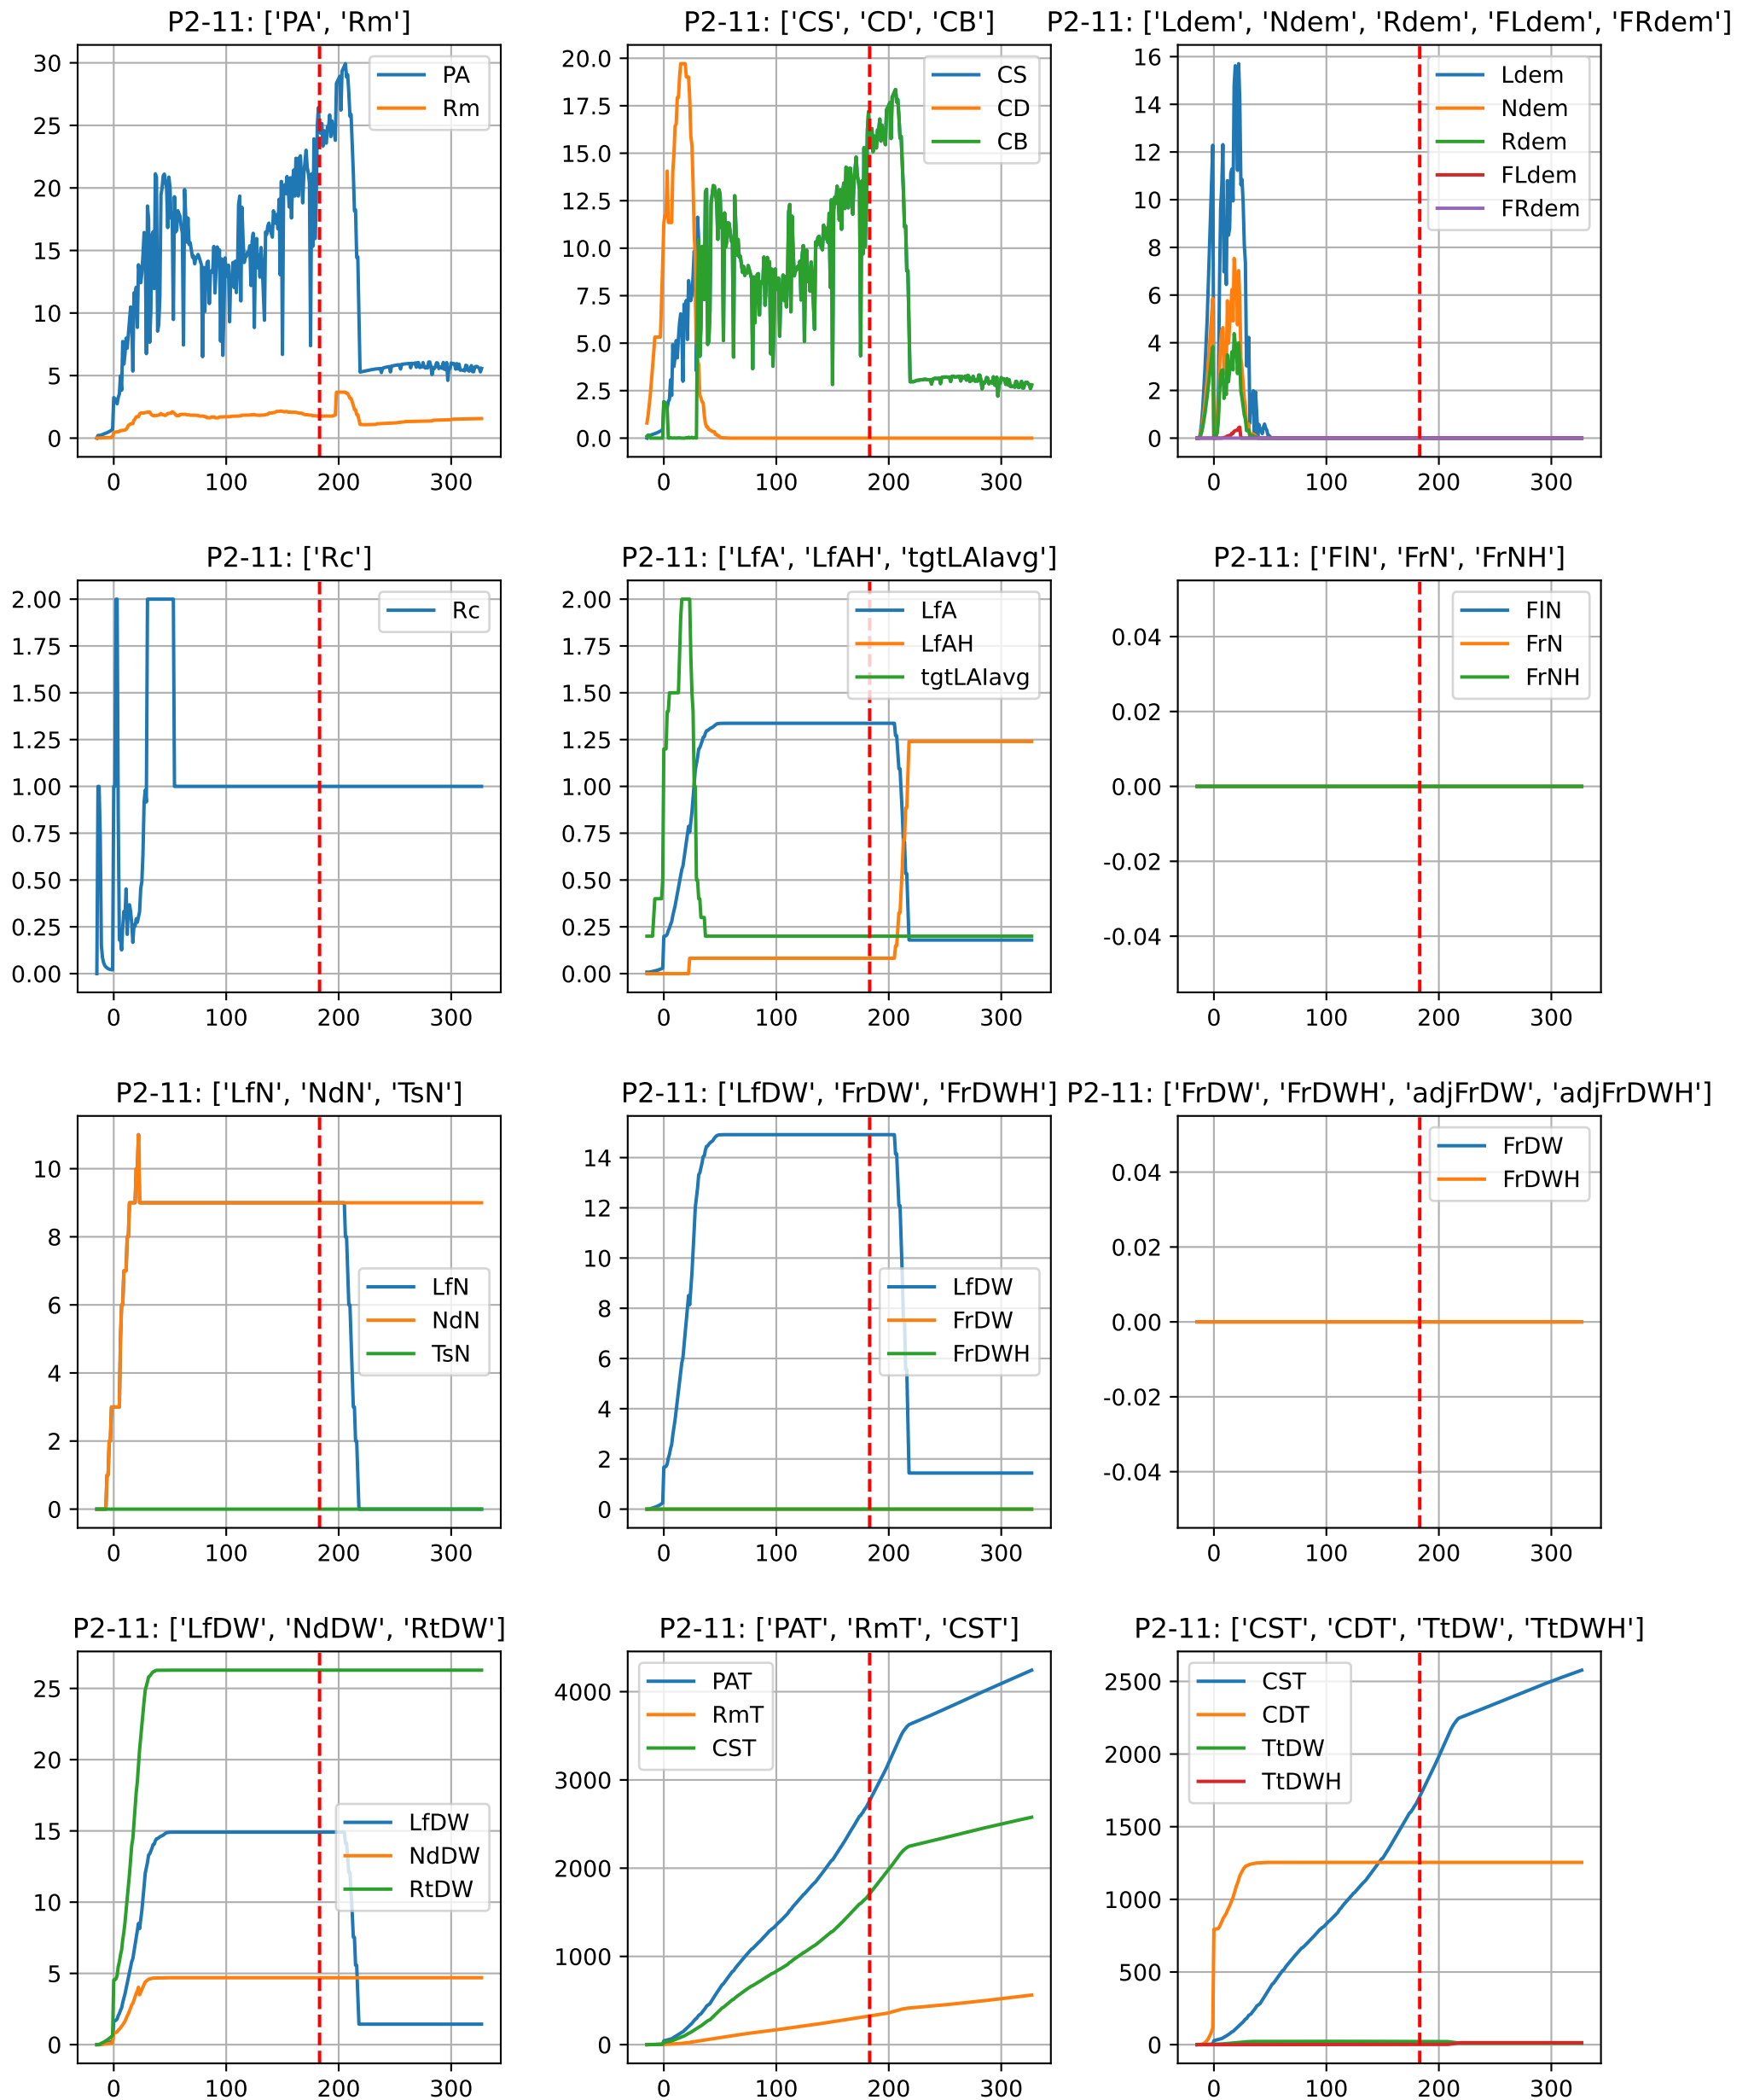 P2-11: ['PA', 'Rm']
30
25
20
15
10
5
0
0 100 200 300
PA
Rm
P2-11: ['CS', 'CD', 'CB']
20.0
17.5
15.0
12.5
10.0
7.5
5.0
2.5
0.0
0 100 200 300
CS
CD
CB
P2-11: ['Ldem', 'Ndem', 'Rdem', 'FLdem', 'FRdem']
16
14
12
10
8
6
4
2
0
0 100 200 300
Ldem
Ndem
Rdem
FLdem
FRdem
P2-11: ['Rc']
2.00
1.75
1.50
1.25
1.00
0.75
0.50
0.25
0.00
0 100 200 300
Rc
P2-11: ['LfA', 'LfAH', 'tgtLAIavg']
2.00
1.75
1.50
1.25
1.00
0.75
0.50
0.25
0.00
0 100 200 300
LfA
LfAH
tgtLAIavg
P2-11: ['FlN', 'FrN', 'FrNH']
0.04
0.02
0.00
-0.02
-0.04
0 100 200 300
FlN
FrN
FrNH
P2-11: ['LfN', 'NdN', 'TsN']
10
8
6
4
2
0
0 100 200 300
LfN
NdN
TsN
P2-11: ['LfDW', 'FrDW', 'FrDWH']
14
12
10
8
6
4
2
0
0 100 200 300
LfDW
FrDW
FrDWH
P2-11: ['FrDW', 'FrDWH', 'adjFrDW', 'adjFrDWH']
0.04
0.02
0.00
-0.02
-0.04
0 100 200 300
FrDW
FrDWH
P2-11: ['LfDW', 'NdDW', 'RtDW']
25
20
15
10
5
0
0 100 200 300
LfDW
NdDW
RtDW
P2-11: ['PAT', 'RmT', 'CST']
4000
3000
2000
1000
0
0 100 200 300
PAT
RmT
CST
P2-11: ['CST', 'CDT', 'TtDW', 'TtDWH']
2500
2000
1500
1000
500
0
0 100 200 300
CST
CDT
TtDW
TtDWH